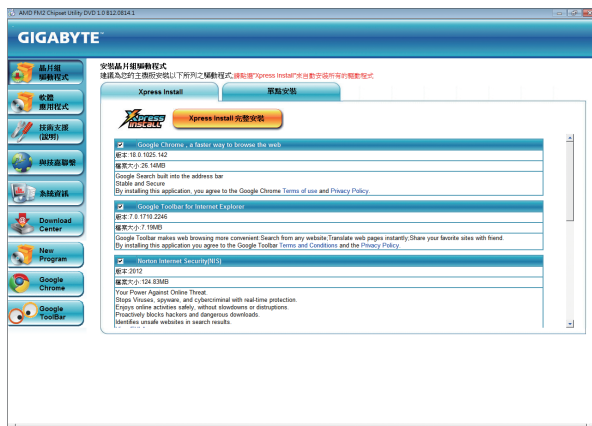 AMD FM2 Chipset Utility DVD 1.0 B12.0814.1
GIGABYTE™
晶片組
驅動程式
軟體
應用程式
技術支援
(說明)
與技嘉聯繫
系統資訊
Download
Center
New
Program
Google
Chrome
Google
ToolBar
安裝晶片組驅動程式
建議為您的主機板安裝以下所列之驅動程式,請點選"Xpress Install"來自動安裝所有的驅動程式
Xpress Install
單點安裝
Xpress
INSTALL
Xpress Install 完整安裝
Google Chrome , a faster way to browse the web
版本:18.0.1025.142
檔案大小:26.14MB
Google Search built into the address bar
Stable and Secure
By installing this application, you agree to the Google Chrome Terms of use and Privacy Policy.
Google Toolbar for Internet Explorer
版本:7.0.1710.2246
檔案大小:7.19MB
Google Toolbar makes web browsing more convenient:Search from any website;Translate web pages instantly;Share your favorite sites with friend.
By installing this application you agree to the Google Toolbar Terms and Conditions and the Privacy Policy.
Norton Internet Security(NIS)
版本:2012
檔案大小:124.83MB
Your Power Against Online Threat.
Stops Viruses, spyware, and cybercriminal with real-time protection.
Enjoys online activities safely, without slowdowns or distruptions.
Proactively blocks hackers and dangerous downloads.
Identifies unsafe websites in search results.